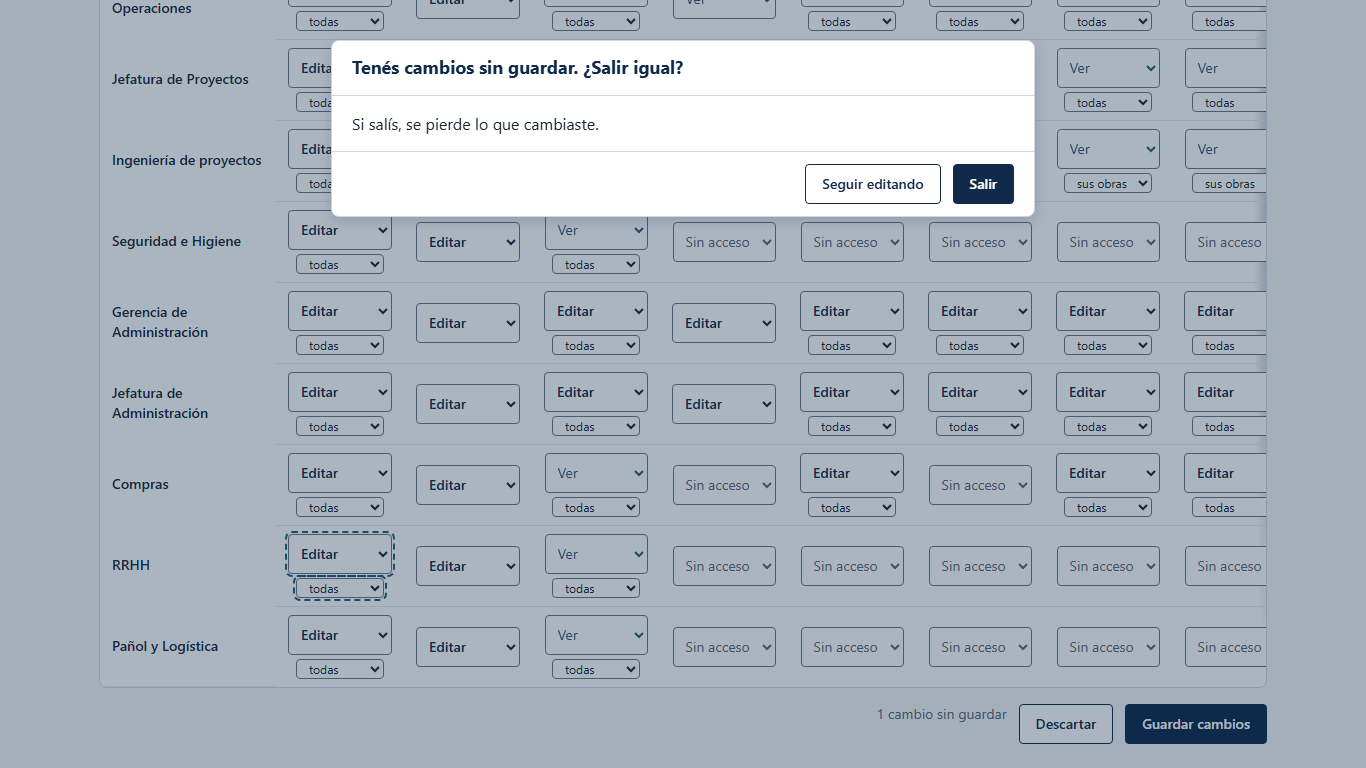 Operaciones
Editar
Ver
todas todas todas todas todas todas
Tenés cambios sin guardar. ¿Salir igual?
Si salís, se pierde lo que cambiaste.
Seguir editando Salir
Jefatura de Proyectos
Ver Ver
todas todas
Ingeniería de proyectos
Ver Ver
sus obras sus obras
Seguridad e Higiene
Editar Editar Ver Sin acceso Sin acceso Sin acceso Sin acceso Sin acceso
todas todas
Gerencia de
Administración
Editar Editar Editar Editar Editar Editar Editar Editar
todas todas todas todas todas todas
Jefatura de
Administración
Editar Editar Editar Editar Editar Editar Editar Editar
todas todas todas todas todas todas
Compras
Editar Editar Ver Sin acceso Editar Sin acceso Editar Editar
todas todas todas todas todas
RRHH
Editar Editar Ver Sin acceso Sin acceso Sin acceso Sin acceso Sin acceso
todas todas
Pañol y Logística
Editar Editar Ver Sin acceso Sin acceso Sin acceso Sin acceso Sin acceso
todas todas
1 cambio sin guardar
Descartar
Guardar cambios